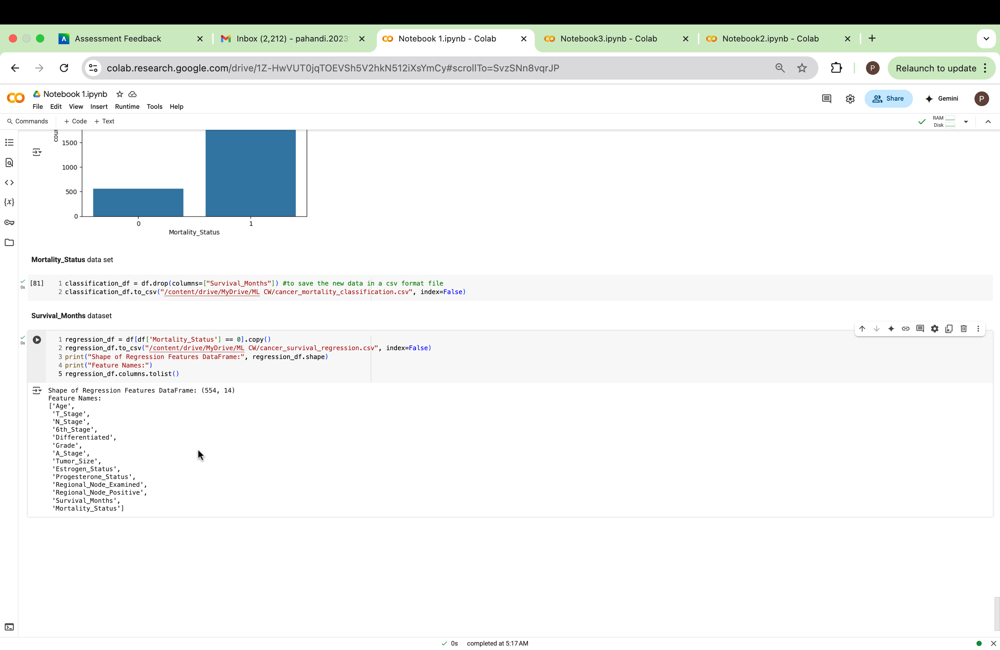 Assessment Feedback
Inbox (2,212) - pahandi.2023
Notebook 1.ipynb - Colab
Notebook3.ipynb - Colab
Notebook2.ipynb - Colab
colab.research.google.com/drive/1Z-HwVUT0jqTOEVSh5V2hkN512iXsYmCy#scrollTo=SvzSNn8vqrJP
P
Relaunch to update
Notebook 1.ipynb
File Edit View Insert Runtime Tools Help
Share
Gemini
P
Commands + Code + Text
RAM
Disk
cou
1500
1000
500
0
0 1
Mortality_Status
Mortality_Status data set
0s
[81]
1 classification_df = df.drop(columns=["Survival_Months"]) #to save the new data in a csv format file
2 classification_df.to_csv("/content/drive/MyDrive/ML CW/cancer_mortality_classification.csv", index=False)
Survival_Months dataset
0s
1 regression_df = df[df['Mortality_Status'] == 0].copy()
2 regression_df.to_csv("/content/drive/MyDrive/ML CW/cancer_survival_regression.csv", index=False)
3 print("Shape of Regression Features DataFrame:", regression_df.shape)
4 print("Feature Names:")
5 regression_df.columns.tolist()
Shape of Regression Features DataFrame: (554, 14)
Feature Names:
['Age',
'T_Stage',
'N_Stage',
'6th_Stage',
'Differentiated',
'Grade',
'A_Stage',
'Tumor_Size',
'Estrogen_Status',
'Progesterone_Status',
'Regional_Node_Examined',
'Regional_Node_Positive',
'Survival_Months',
'Mortality_Status']
0s completed at 5:17 AM